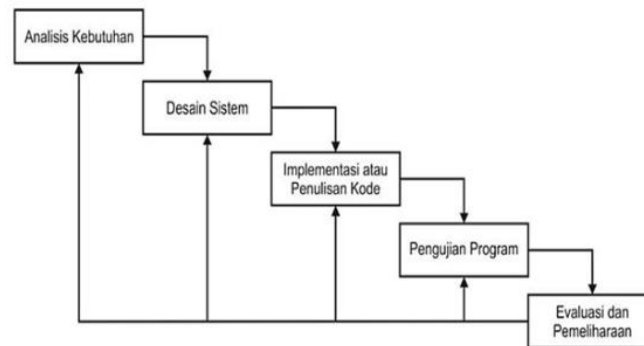 Analisis Kebutuhan
Desain Sistem
Implementasi atau
Penulisan Kode
Pengujian Program
Evaluasi dan
Pemeliharaan